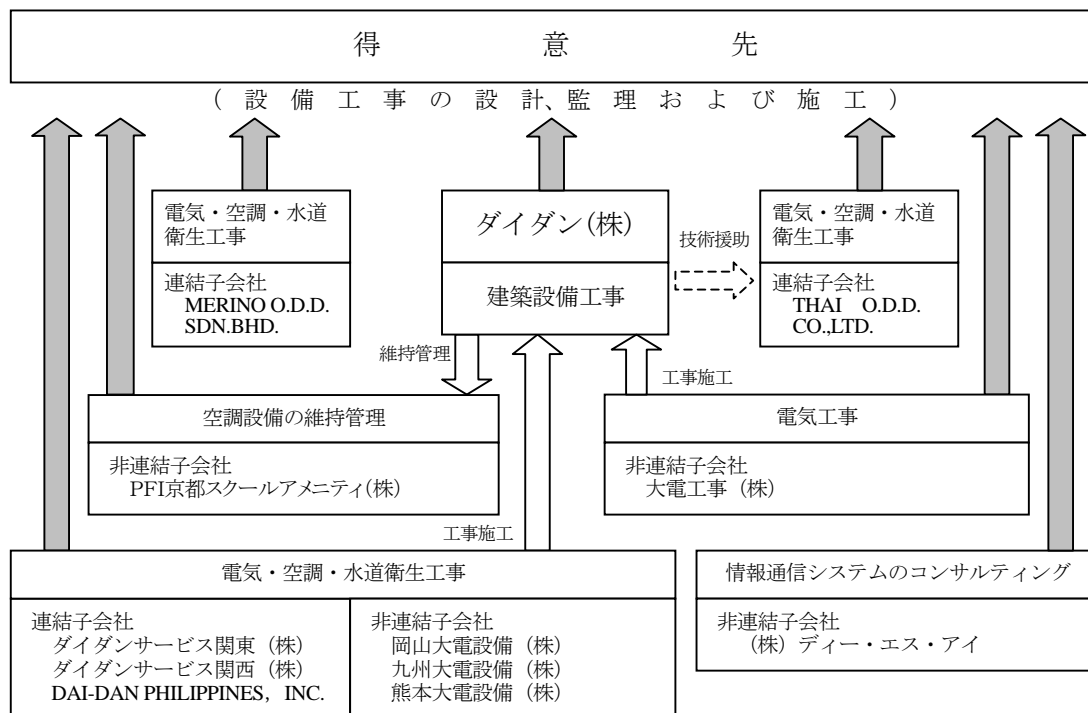 得意先
(設備工事の設計、監理および施工)
電気・空調・水道
衛生工事
連結子会社
MERINO O.D.D.
SDN.BHD.
ダイダン(株)
建築設備工事
技術援助
電気・空調・水道
衛生工事
連結子会社
THAI O.D.D.
CO.,LTD.
維持管理
工事施工
空調設備の維持管理
非連結子会社
PFI京都スクールアメニティ(株)
電気工事
非連結子会社
大電工事(株)
工事施工
電気・空調・水道衛生工事
連結子会社
ダイダンサービス関東(株)
ダイダンサービス関西(株)
DAI-DAN PHILIPPINES, INC.
非連結子会社
岡山大電設備(株)
九州大電設備(株)
熊本大電設備(株)
情報通信システムのコンサルティング
非連結子会社
(株)ディー・エス・アイ